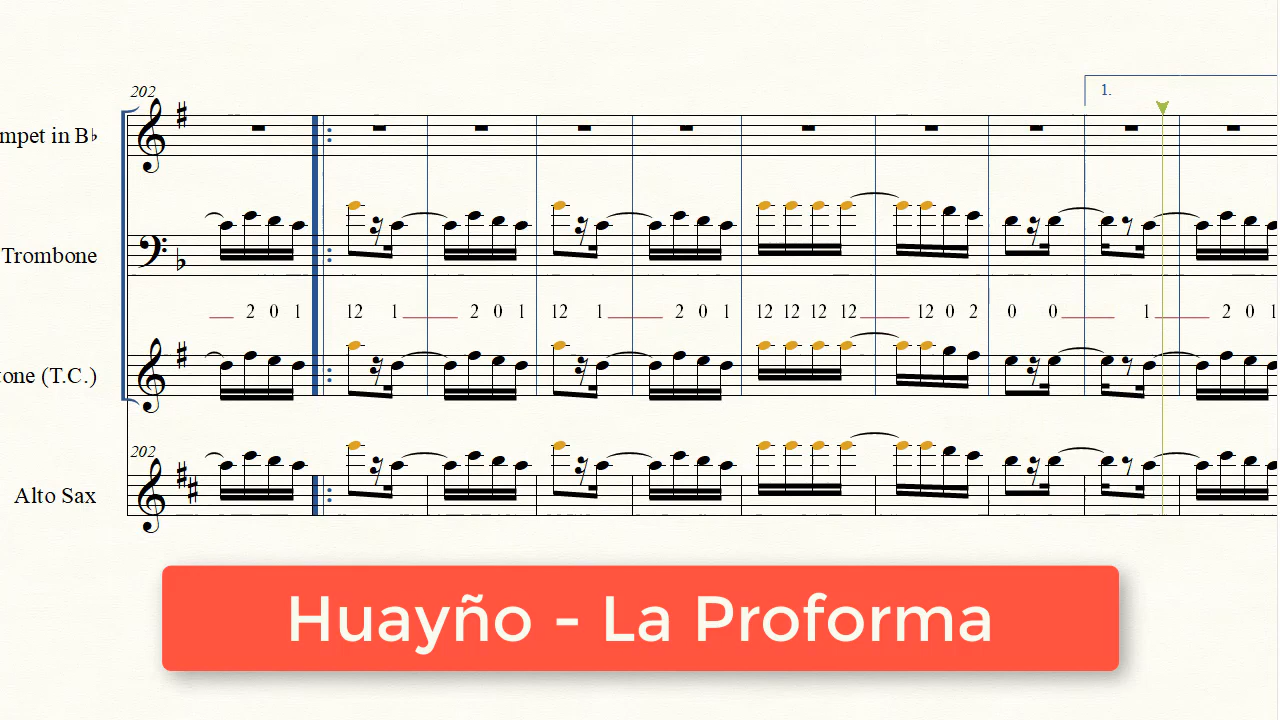 202
1.
mpet in B♭
Trombone
2 0 1 12 1 2 0 1 12 1 2 0 1 12 12 12 12 12 0 2 0 0 1 2 0 1
tone (T.C.)
202
Alto Sax
Huayño - La Proforma